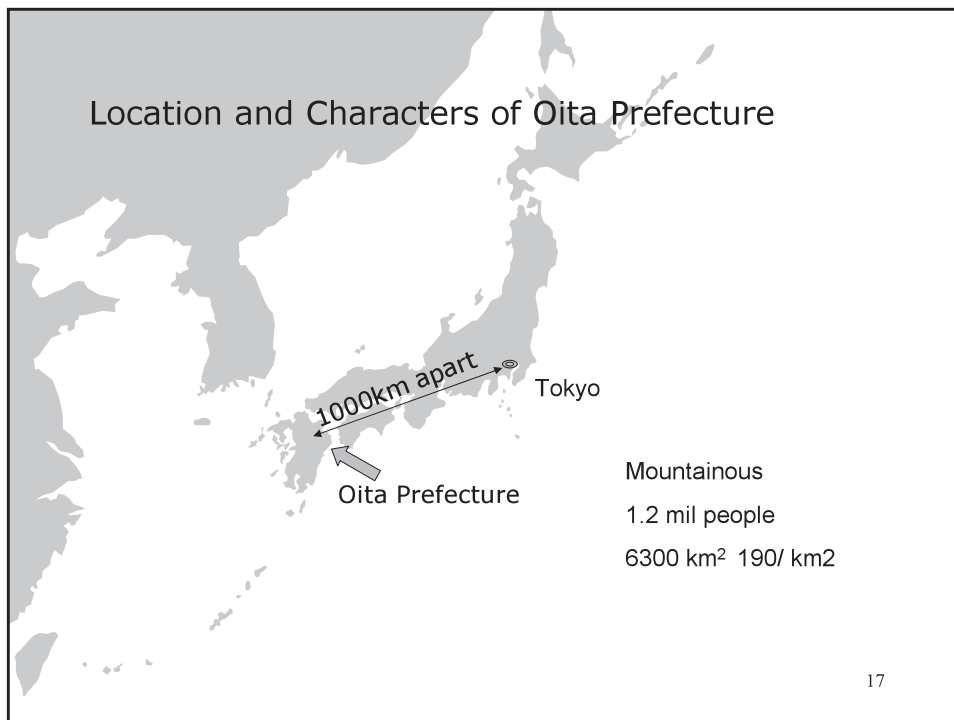 Location and Characters of Oita Prefecture
1000km apart
Tokyo
Oita Prefecture
Mountainous
1.2 mil people
6300 km² 190/ km2
17